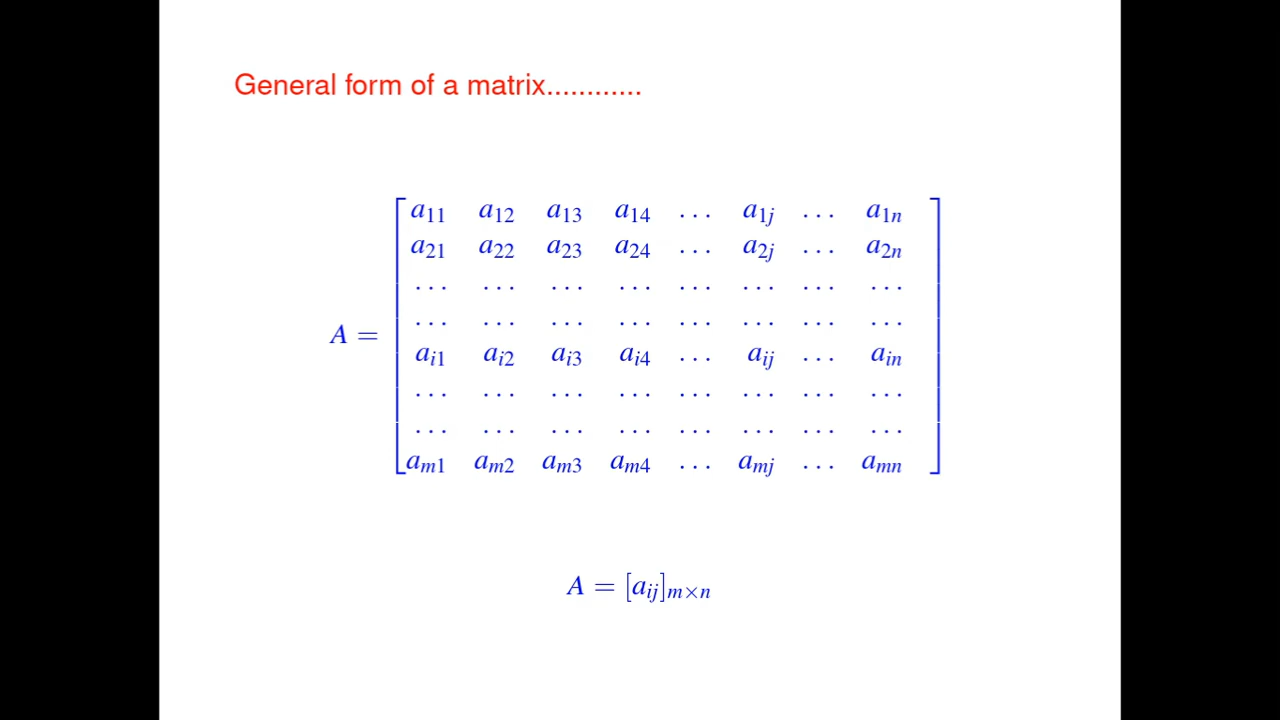 General form of a matrix............
a11 a12 a13 a14 ... a1j ... a1n
a21 a22 a23 a24 ... a2j ... a2n
... ... ... ... ... ... ... ...
... ... ... ... ... ... ... ...
A =
ai1 ai2 ai3 ai4 ... aij ... ain
... ... ... ... ... ... ... ...
... ... ... ... ... ... ... ...
am1 am2 am3 am4 ... amj ... amn
A = [aij]m×n